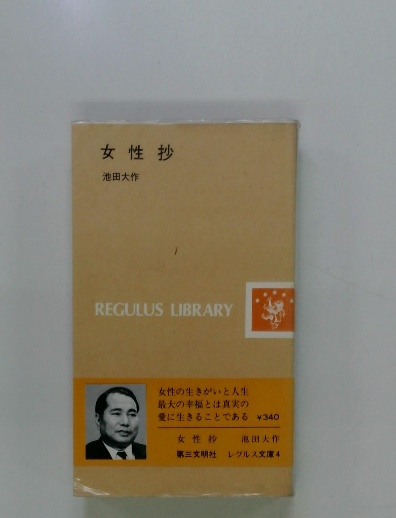 女性抄
池田大作
REGULUS LIBRARY
女性の生きがいと人生
最大の幸福とは真実の
愛に生きることである ¥340
女性抄 池田大作
第三文明社 レグルス文庫4